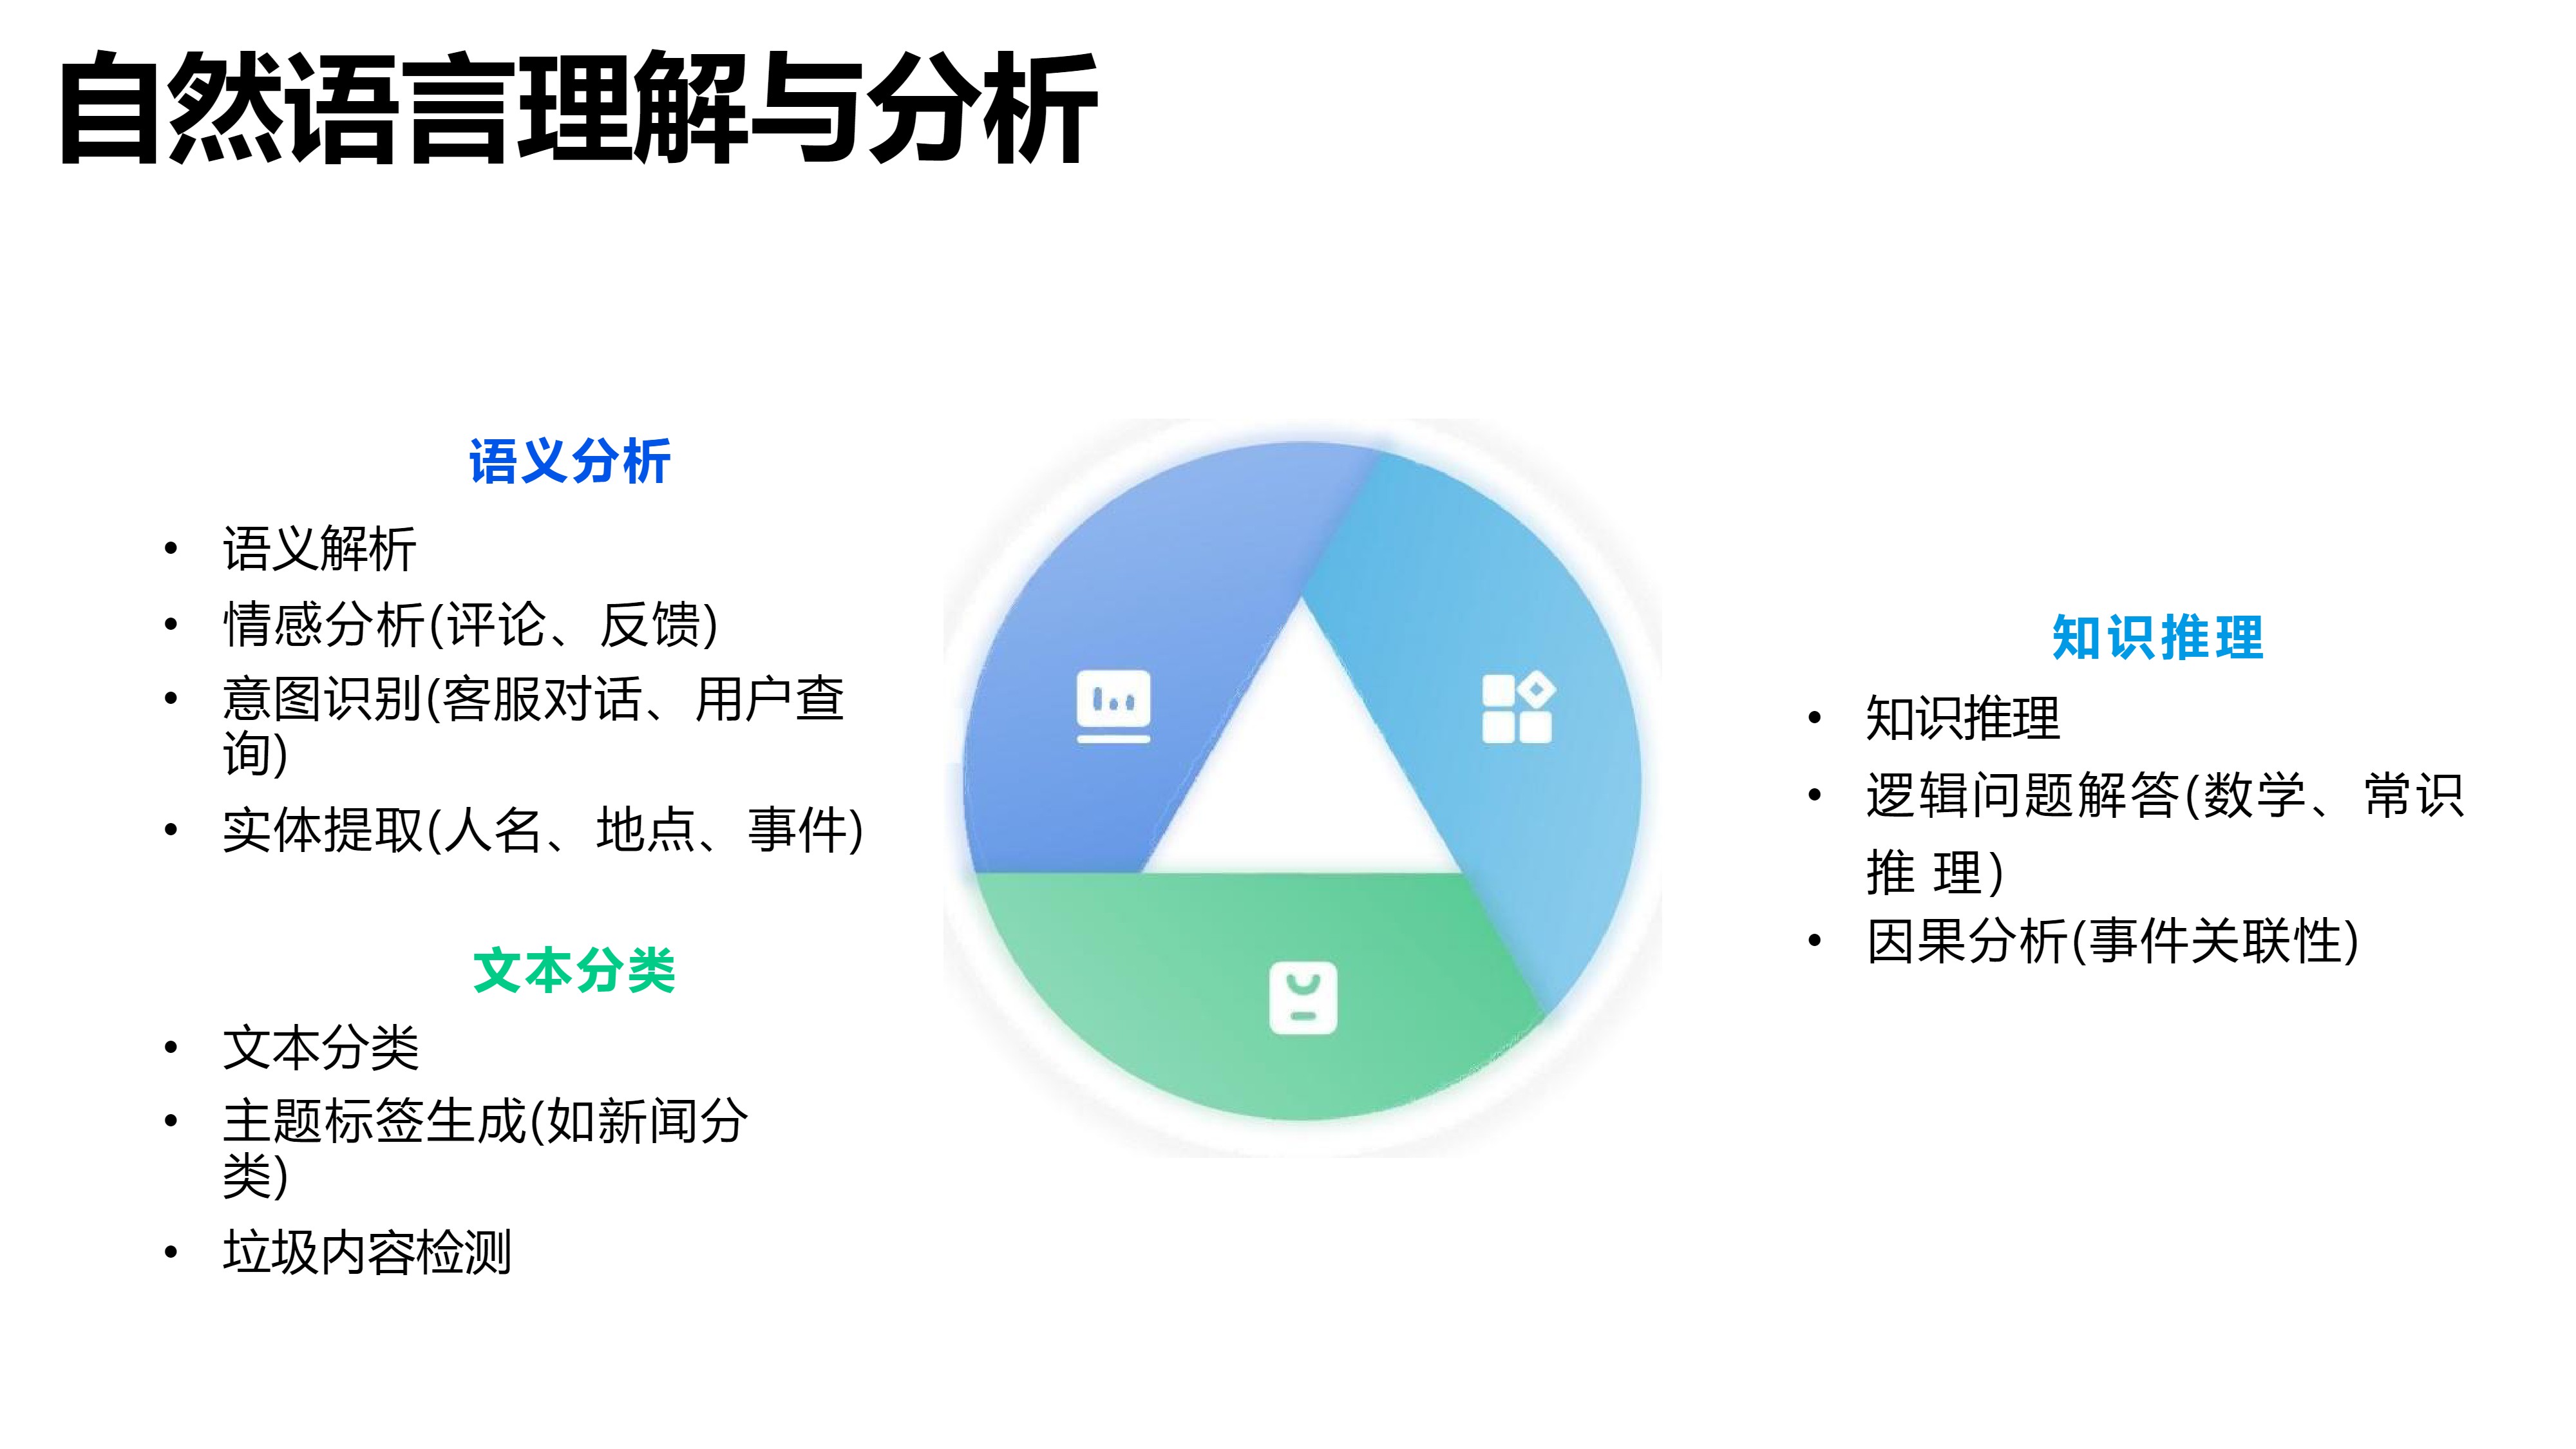 自然语言理解与分析
语义分析
• 语义解析
• 情感分析(评论、反馈)
• 意图识别(客服对话、用户查
询)
• 实体提取(人名、地点、事件)
文本分类
• 文本分类
• 主题标签生成(如新闻分
类)
• 垃圾内容检测
知识推理
• 知识推理
• 逻辑问题解答(数学、常识
推 理)
• 因果分析(事件关联性)